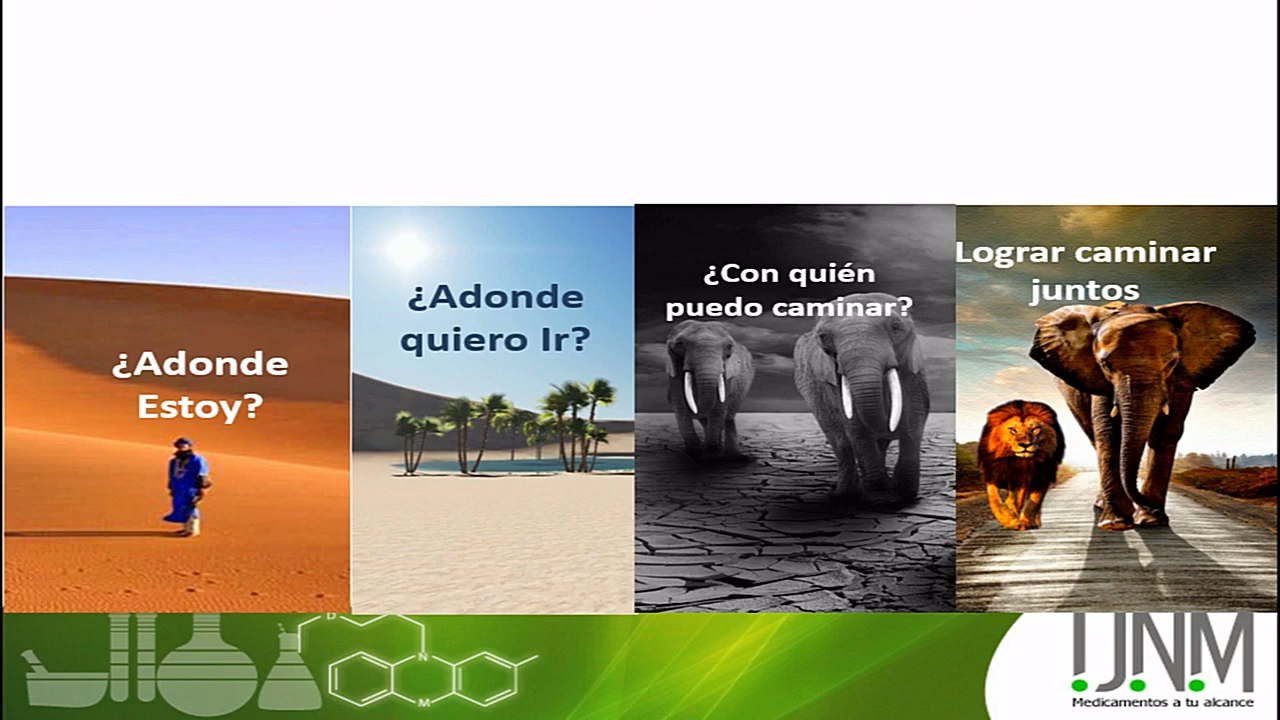 ¿Adonde
Estoy?
¿Adonde
quiero Ir?
¿Con quién
puedo caminar?
Lograr caminar
juntos
D
N
M
IJNM
Medicamentos a tu alcance